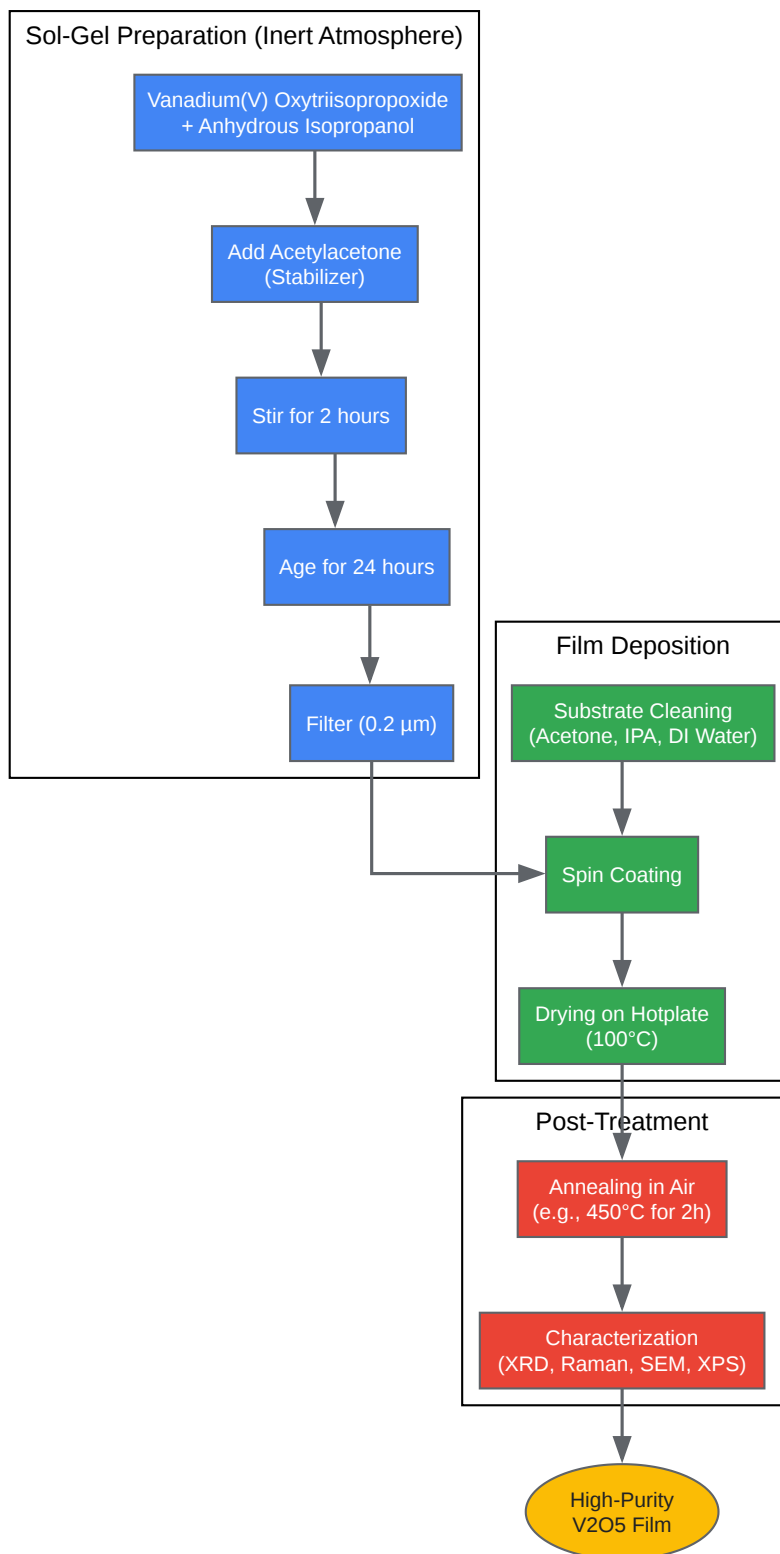 Sol-Gel Preparation (Inert Atmosphere)
Vanadium(V) Oxytriisopropoxide
+ Anhydrous Isopropanol
Add Acetylacetone
(Stabilizer)
Stir for 2 hours
Age for 24 hours
Filter (0.2 µm)
Film Deposition
Substrate Cleaning
(Acetone, IPA, DI Water)
Spin Coating
Drying on Hotplate
(100°C)
Post-Treatment
Annealing in Air
(e.g., 450°C for 2h)
Characterization
(XRD, Raman, SEM, XPS)
High-Purity
V2O5 Film